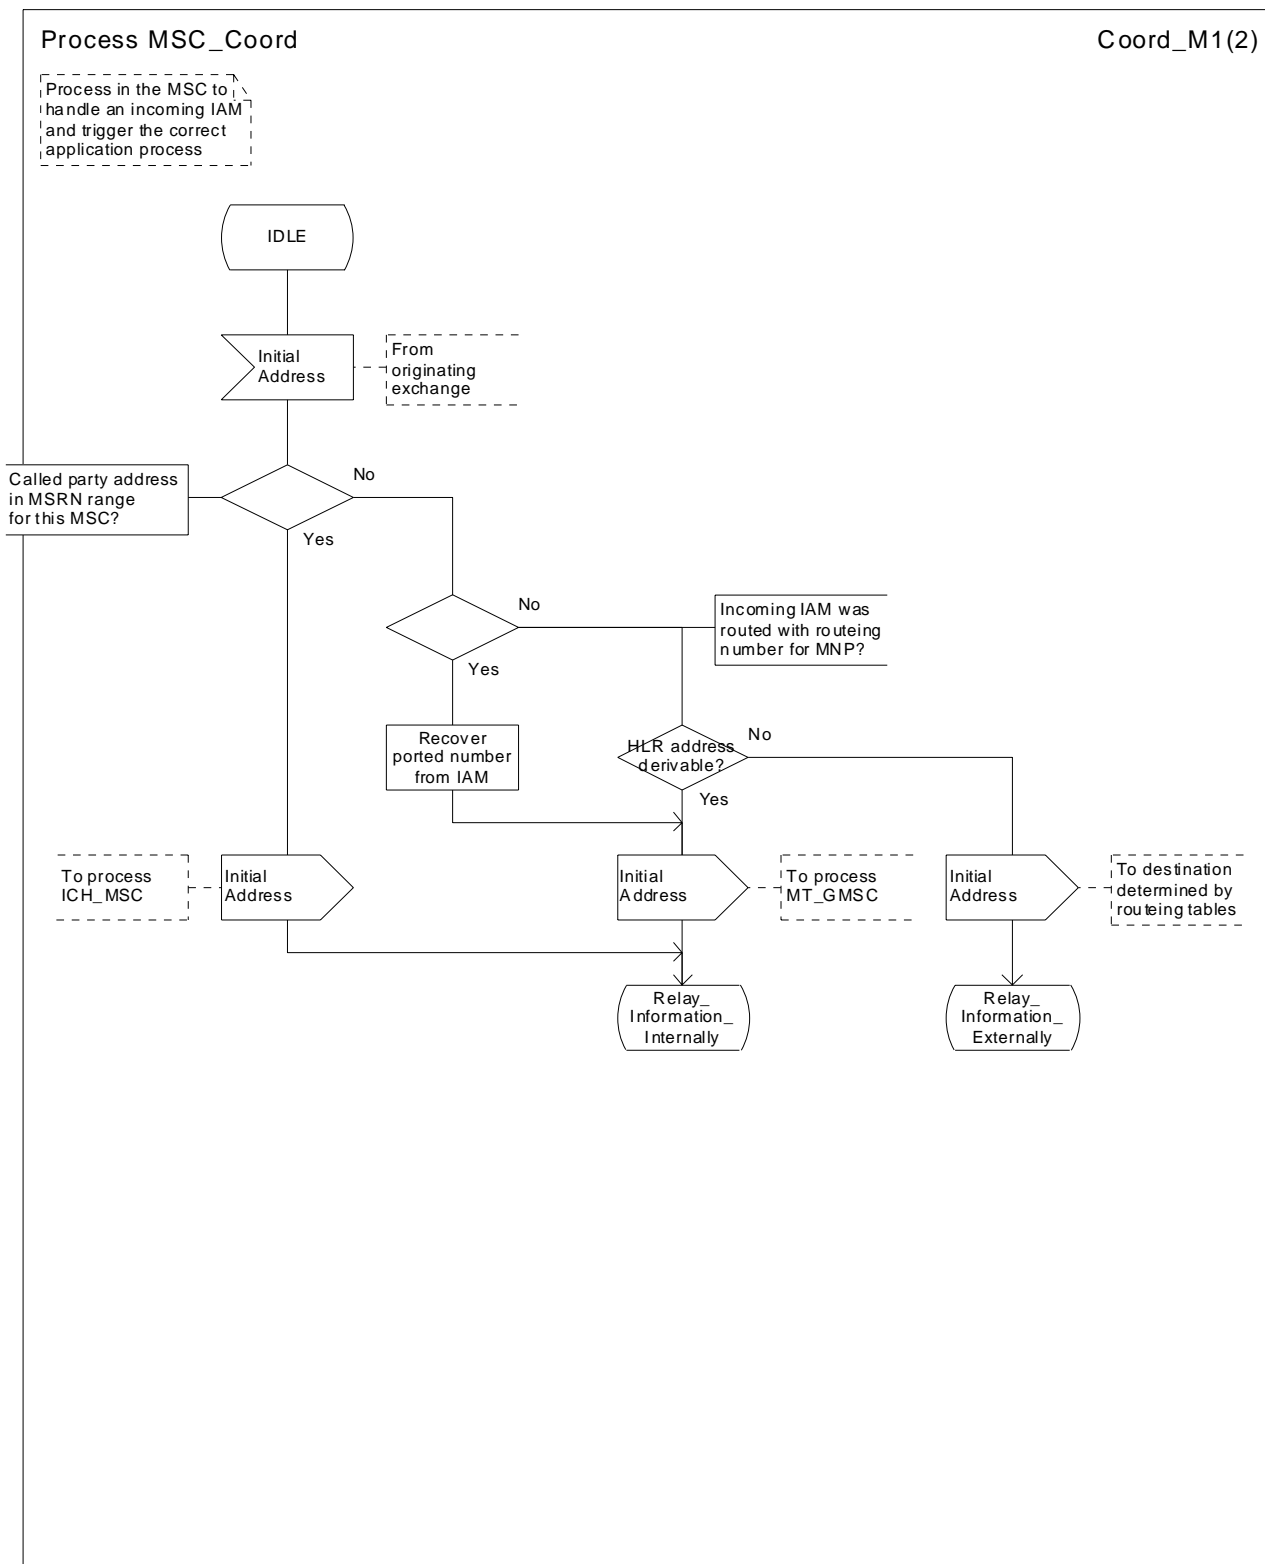 Process MSC_Coord
Coord_M1(2)
Process in the MSC to
handle an incoming IAM
and trigger the correct
application process
IDLE
Initial
Address
From
originating
exchange
Called party address
in MSRN range
for this MSC?
No
Yes
No
Incoming IAM was
routed with routeing
number for MNP?
Yes
Recover
ported number
from IAM
HLR address
derivable?
No
Yes
To process
ICH_MSC
Initial
Address
Initial
Address
To process
MT_GMSC
Initial
Address
To destination
determined by
routeing tables
Relay_
Information_
Internally
Relay_
Information_
Externally